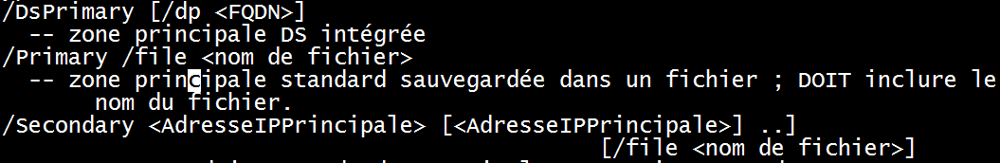 /DsPrimary [/dp <FQDN>]
-- zone principale DS intégrée
/Primary /file <nom de fichier>
-- zone principale standard sauvegardée dans un fichier ; DOIT inclure le
nom du fichier.
/Secondary <AdresseIPPrincipale> [<AdresseIPPrincipale>] ..]
[/file <nom de fichier>]